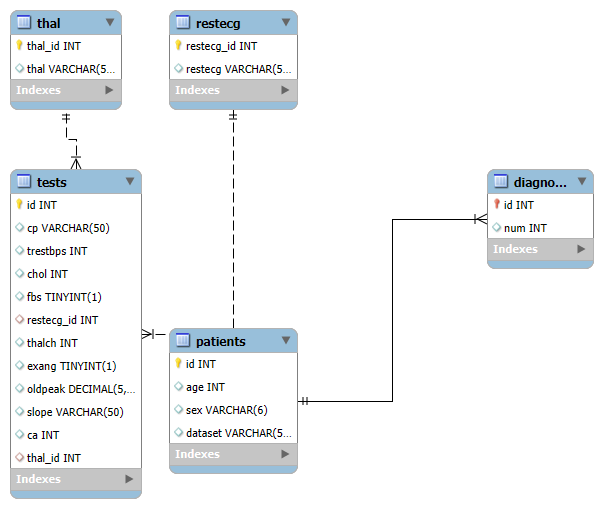 thal
thal_id INT
thal VARCHAR(5...
Indexes
restecg
restecg_id INT
restecg VARCHAR(5...
Indexes
tests
id INT
cp VARCHAR(50)
trestbps INT
chol INT
fbs TINYINT(1)
restecg_id INT
thalch INT
exang TINYINT(1)
oldpeak DECIMAL(5,...
slope VARCHAR(50)
ca INT
thal_id INT
Indexes
patients
id INT
age INT
sex VARCHAR(6)
dataset VARCHAR(5...
Indexes
diagno...
id INT
num INT
Indexes